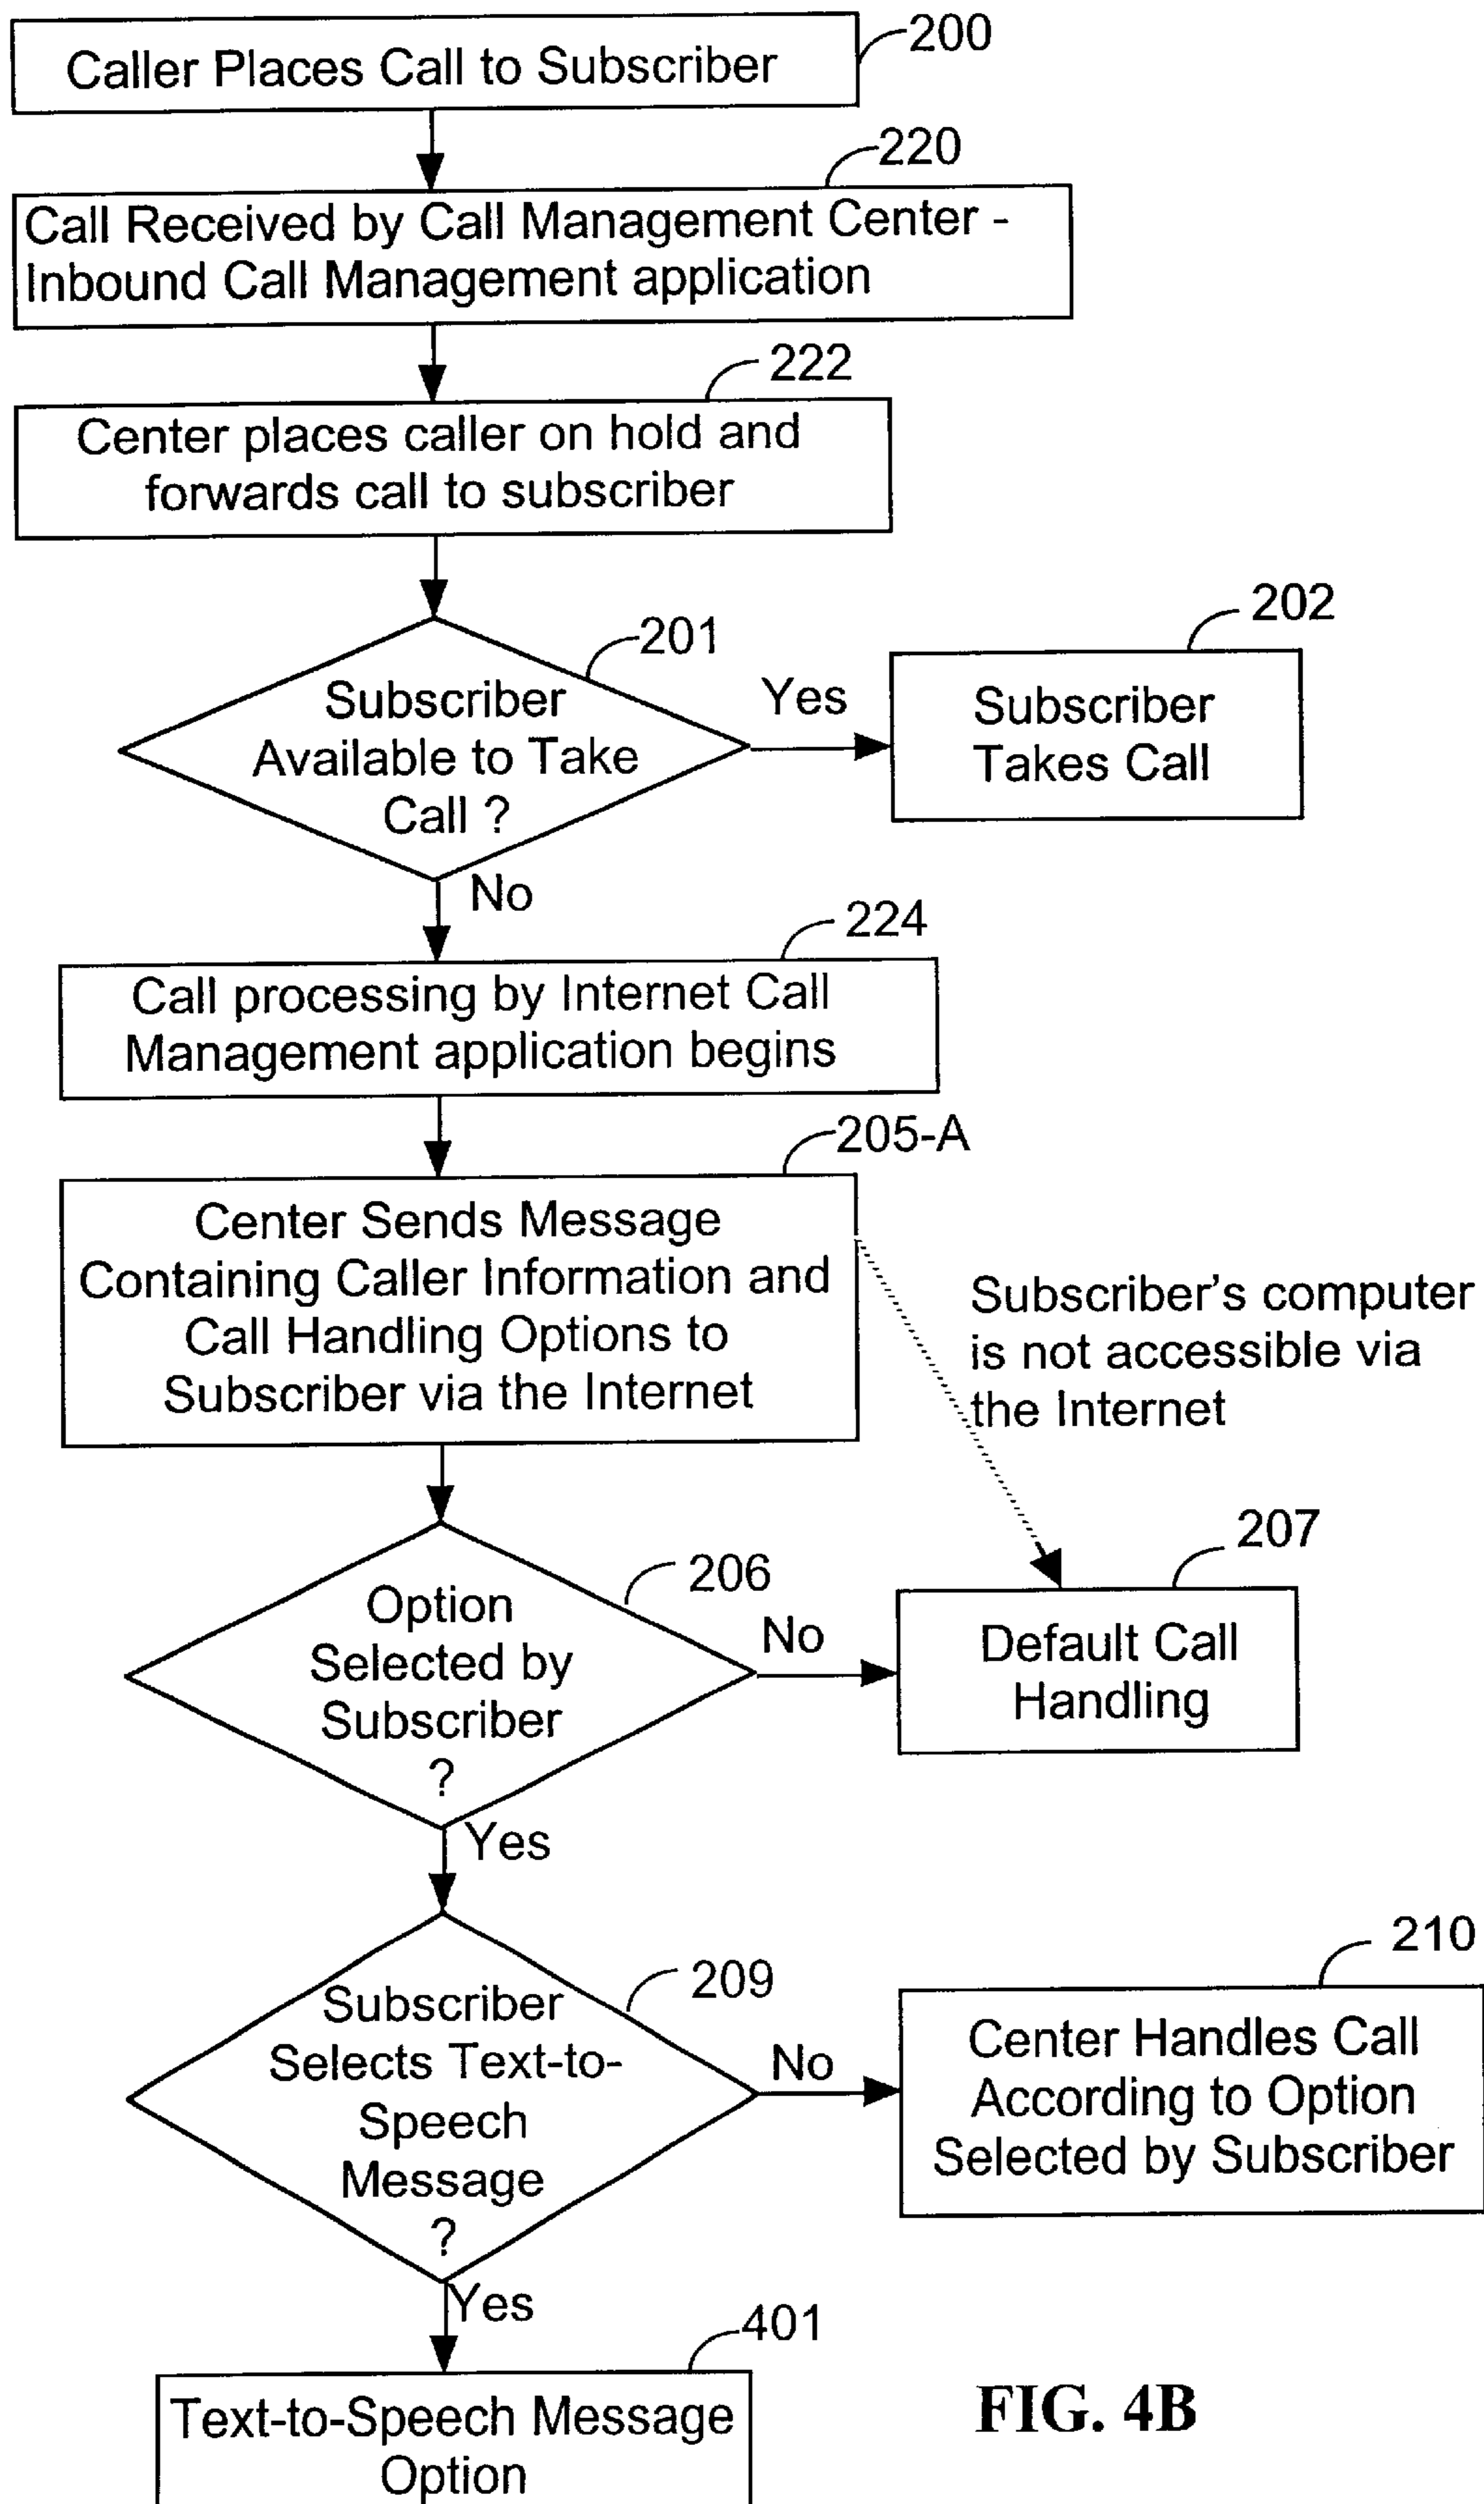 200
Caller Places Call to Subscriber
220
Call Received by Call Management Center -
Inbound Call Management application
222
Center places caller on hold and
forwards call to subscriber
201
202
Subscriber
Available to Take
Call ?
Yes
Subscriber
Takes Call
No
224
Call processing by Internet Call
Management application begins
205-A
Center Sends Message
Containing Caller Information and
Call Handling Options to
Subscriber via the Internet
Subscriber's computer
is not accessible via
the Internet
206
207
Option
Selected by
Subscriber
?
No
Default Call
Handling
Yes
209
210
Subscriber
Selects Text-to-
Speech
Message
?
No
Center Handles Call
According to Option
Selected by Subscriber
Yes
401
Text-to-Speech Message
Option
FIG. 4B